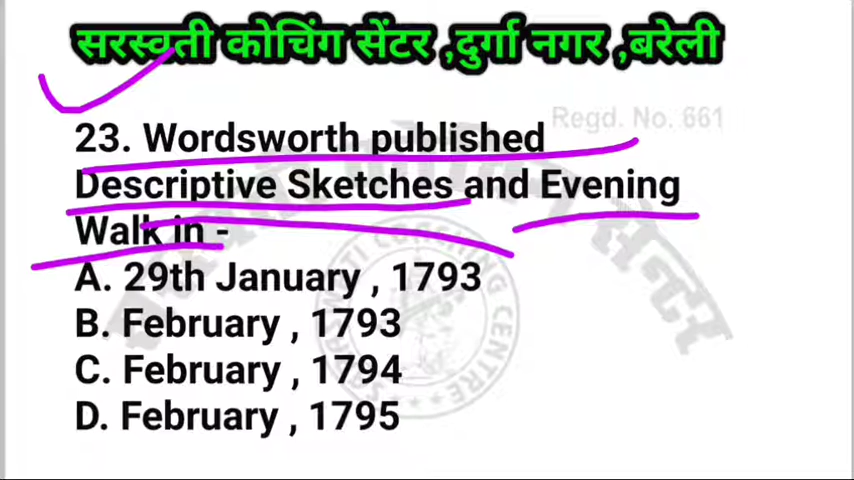 सरस्वती कोचिंग सेंटर ,दुर्गा नगर ,बरेली
Regd. No. 661
23. Wordsworth published
Descriptive Sketches and Evening
Walk in -
A. 29th January , 1793
B. February , 1793
C. February , 1794
D. February , 1795